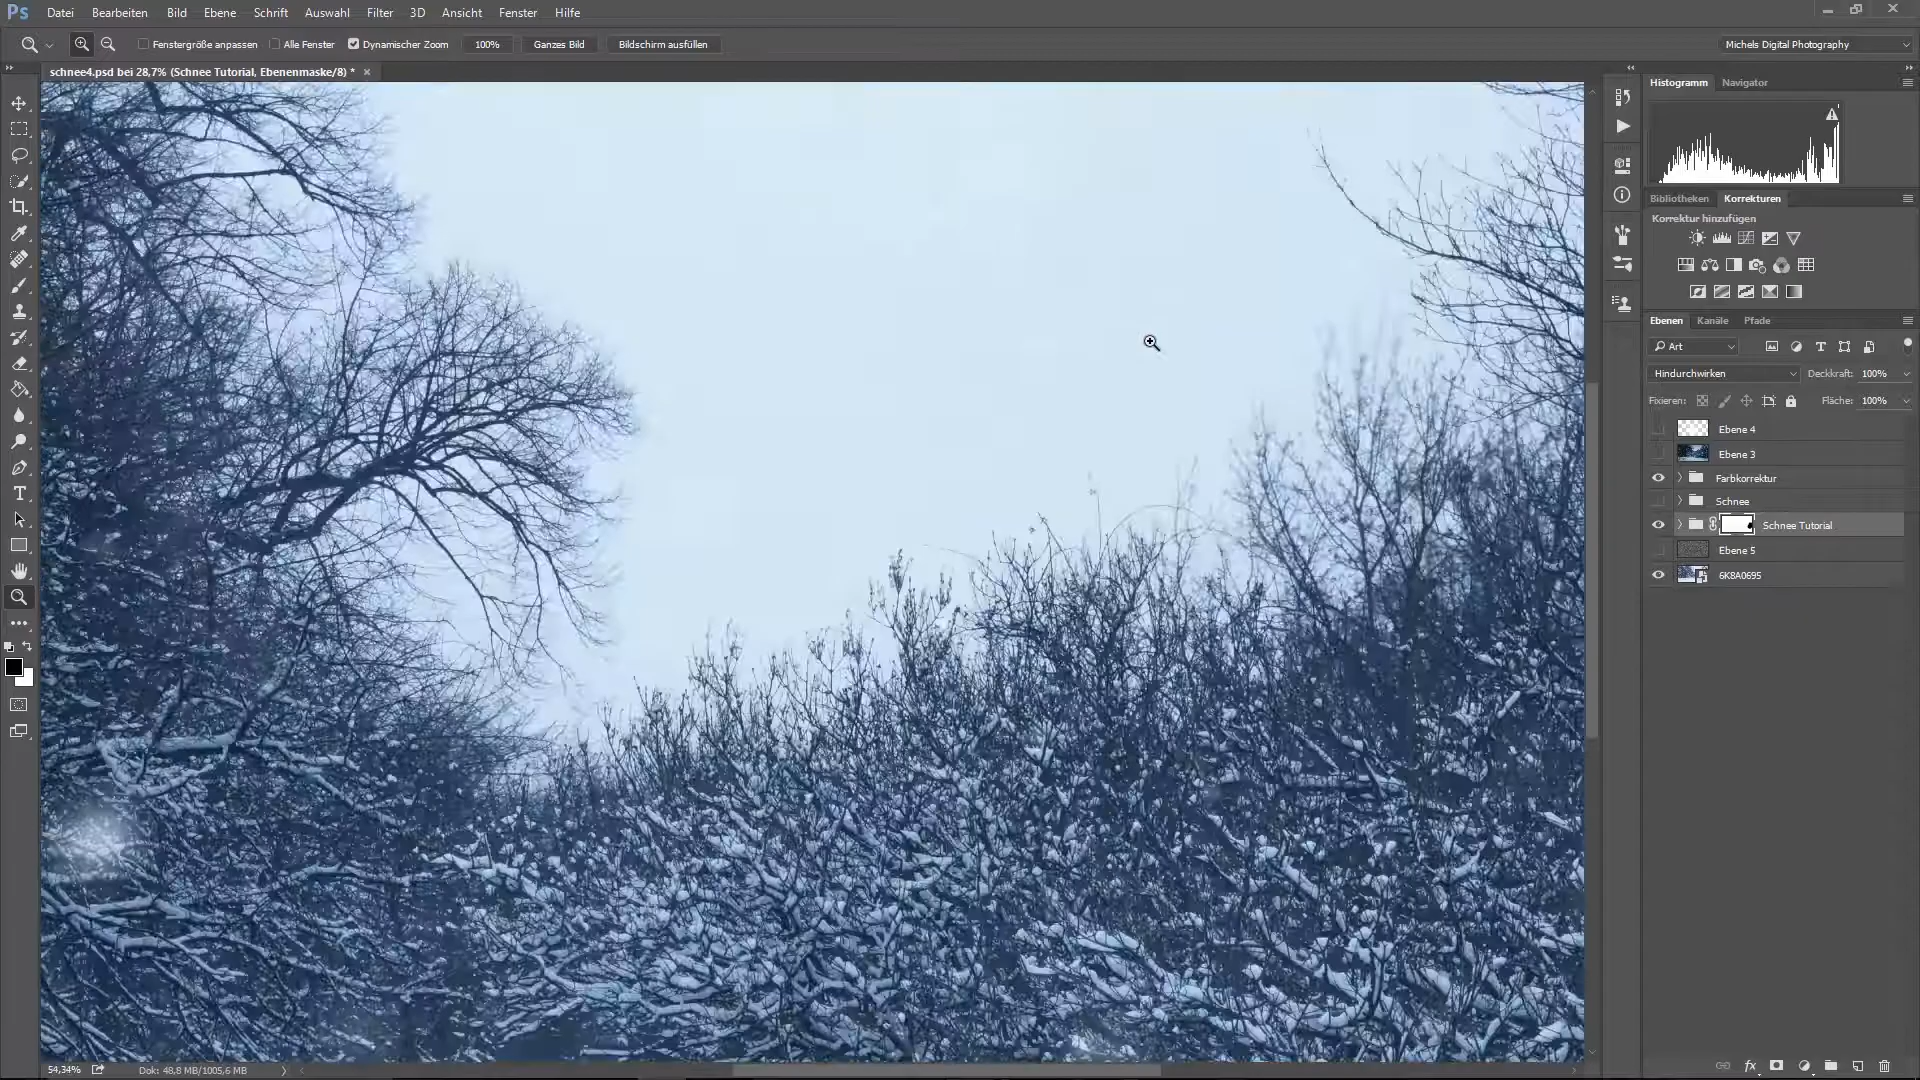 Ps Datei Bearbeiten Bild Ebene Schrift Auswahl Filter 3D Ansicht Fenster Hilfe
Fenstergröße anpassen Alle Fenster Dynamischer Zoom 100% Ganzes Bild Bildschirm ausfüllen Michels Digital Photography
schnee4.psd bei 28,7% (Schnee Tutorial, Ebenenmaske/8) * ×
Histogramm Navigator
Bibliotheken Korrekturen
Korrektur hinzufügen
Ebenen Kanäle Pfade
Art
Hindurchwirken Deckkraft: 100%
Fixieren: Fläche: 100%
Ebene 4
Ebene 3
Farbkorrektur
Schnee
Schnee Tutorial
Ebene 5
6K8A0695
54,34% Dok: 48,8 MB/1005,6 MB